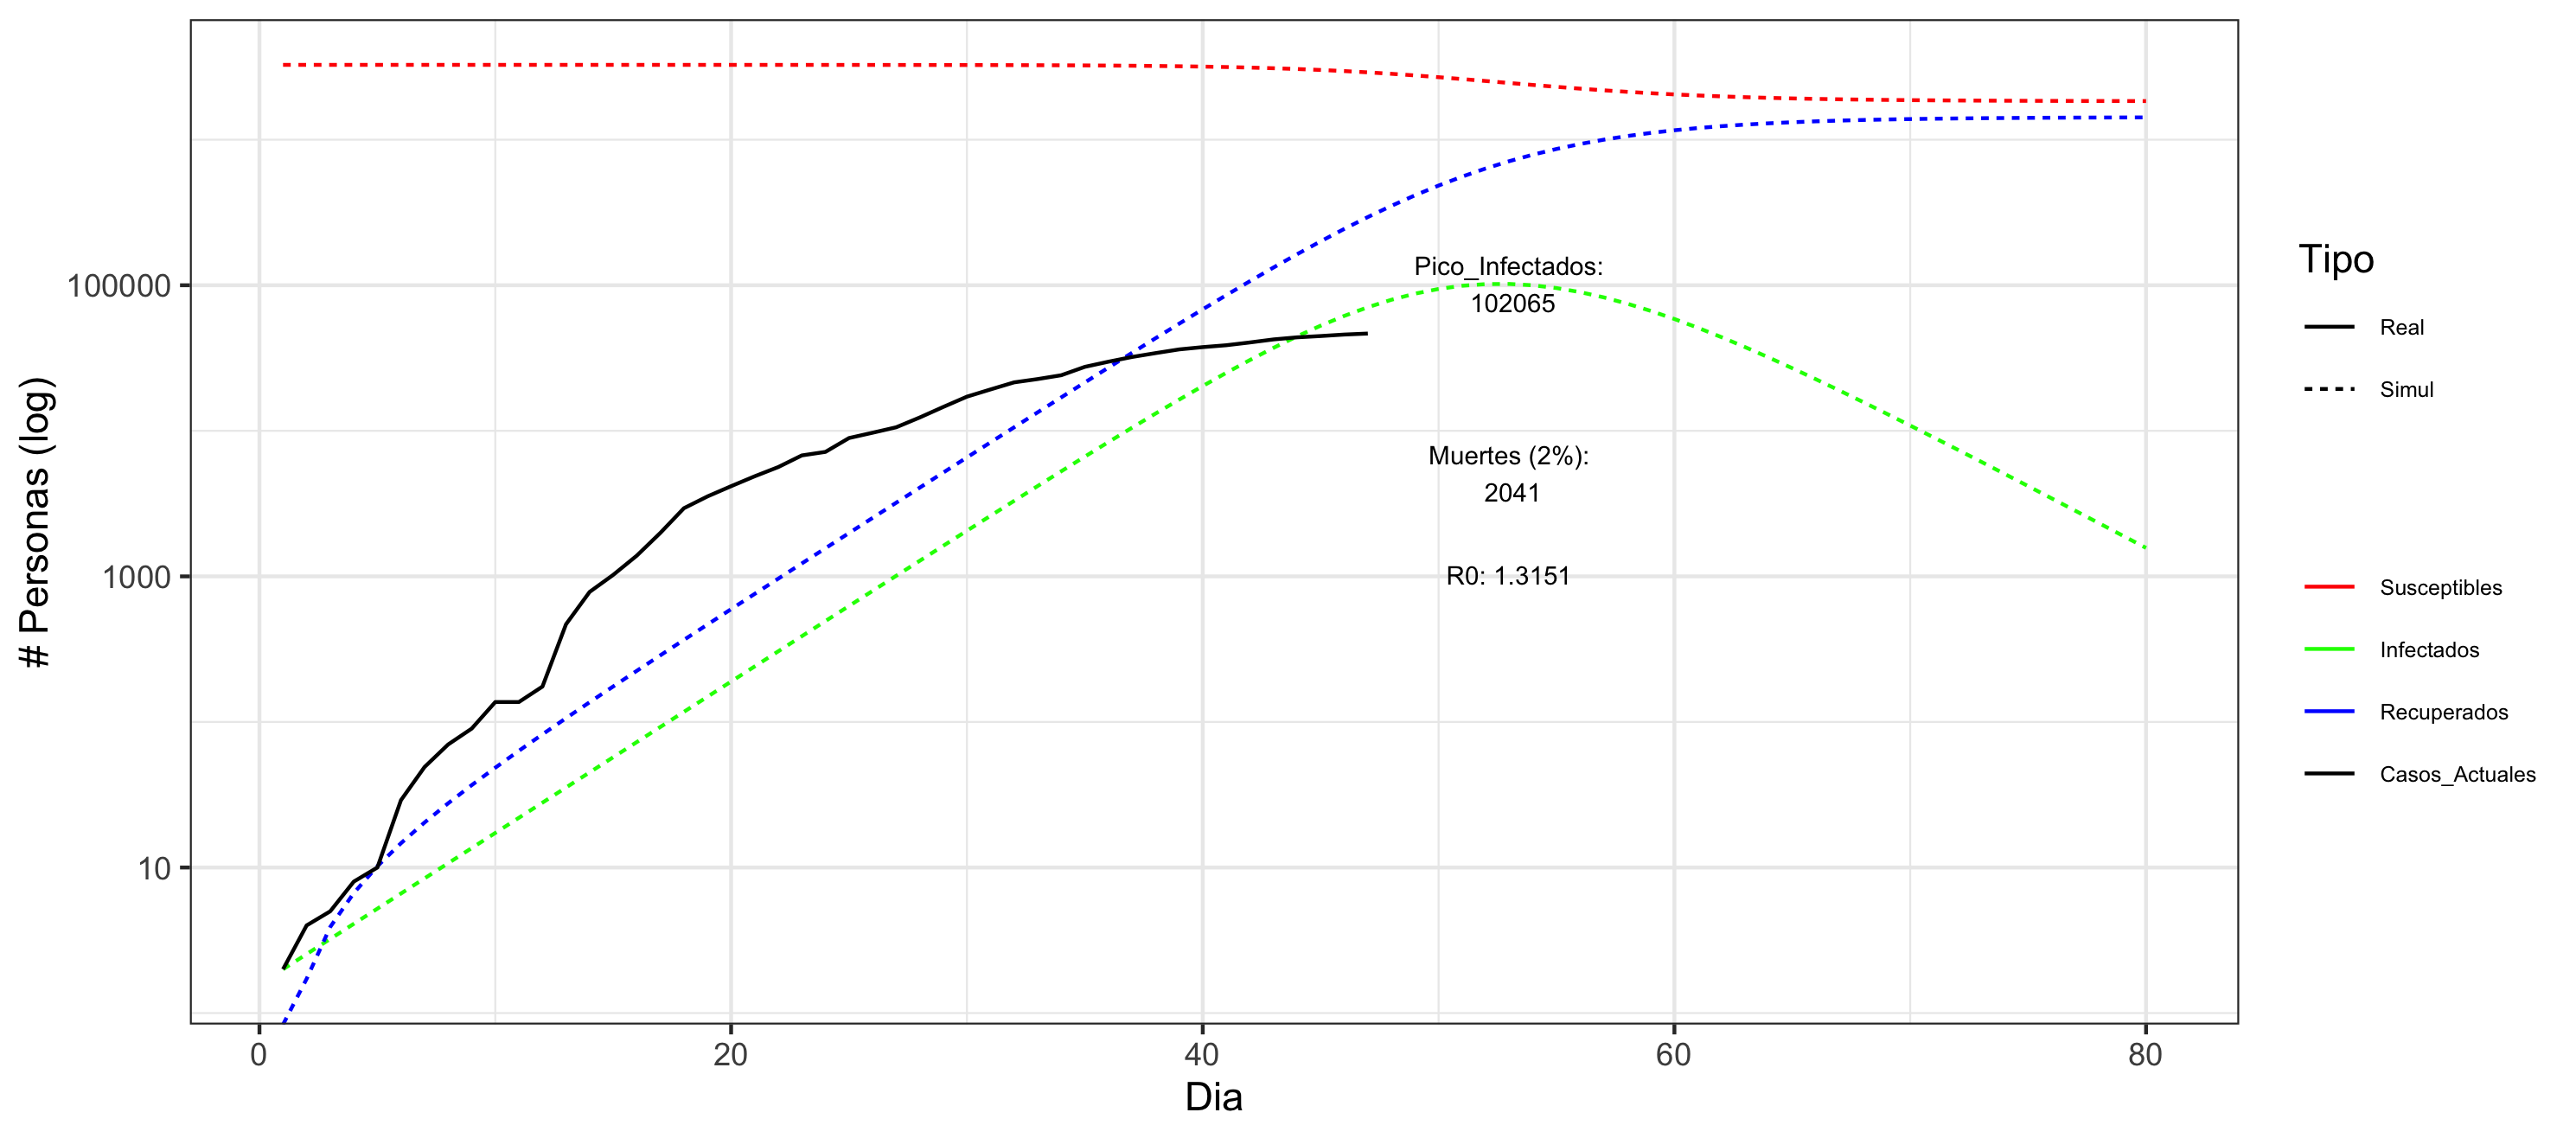 # Personas (log)
100000
1000
10
Pico_Infectados:
102065
Muertes (2%):
2041
R0: 1.3151
0
20
40
60
80
Dia
Tipo
Real
Simul
Susceptibles
Infectados
Recuperados
Casos_Actuales